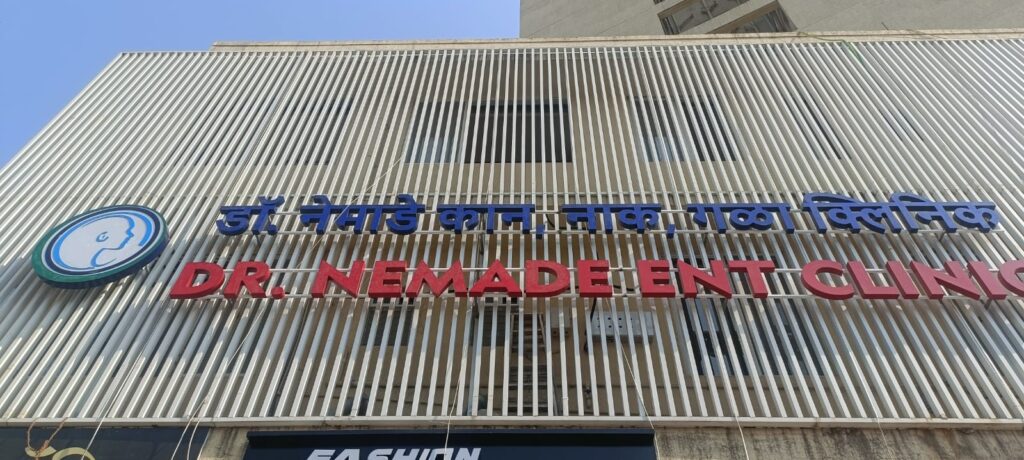 डॉ. नेमाडे कान, नाक, गळा क्लिनिक
DR. NEMADE'S ENT CLINIC
FASHION